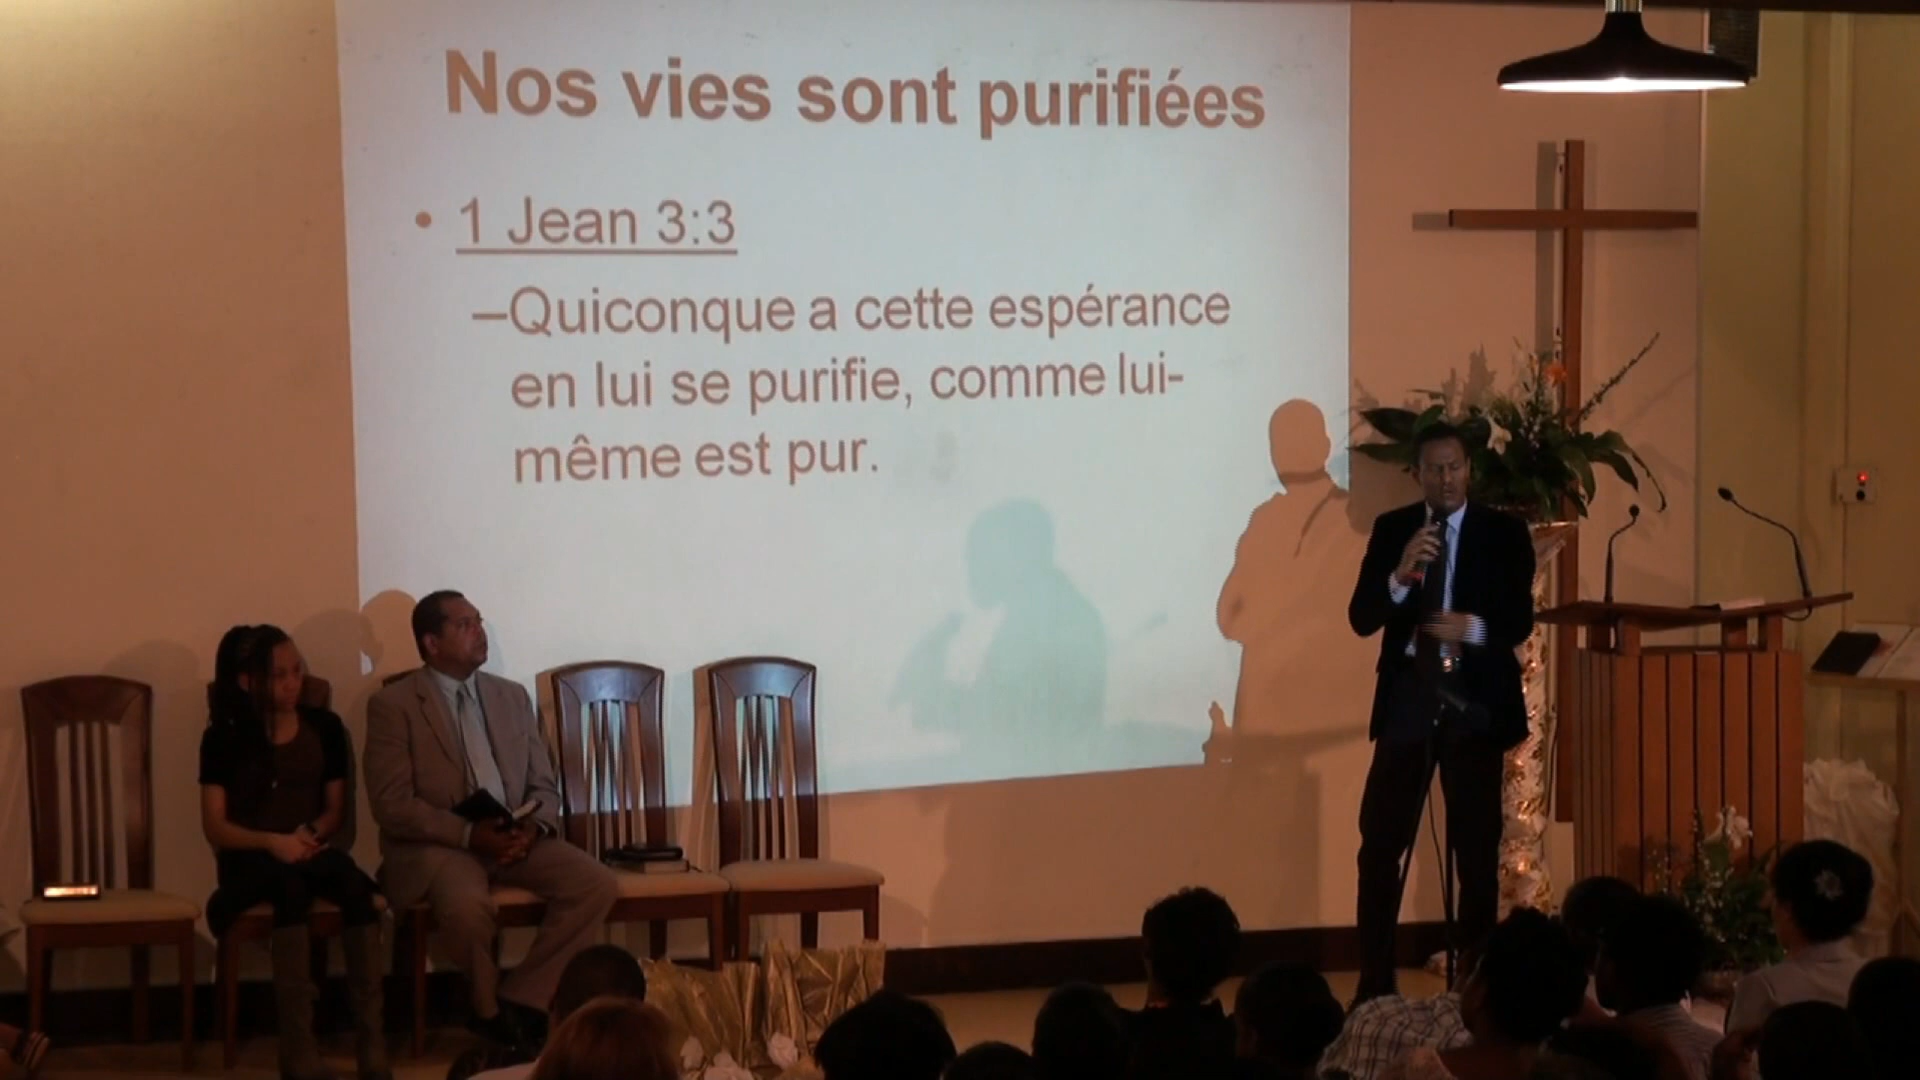 Nos vies sont purifiées
• 1 Jean 3:3
–Quiconque a cette espérance
en lui se purifie, comme lui-
même est pur.